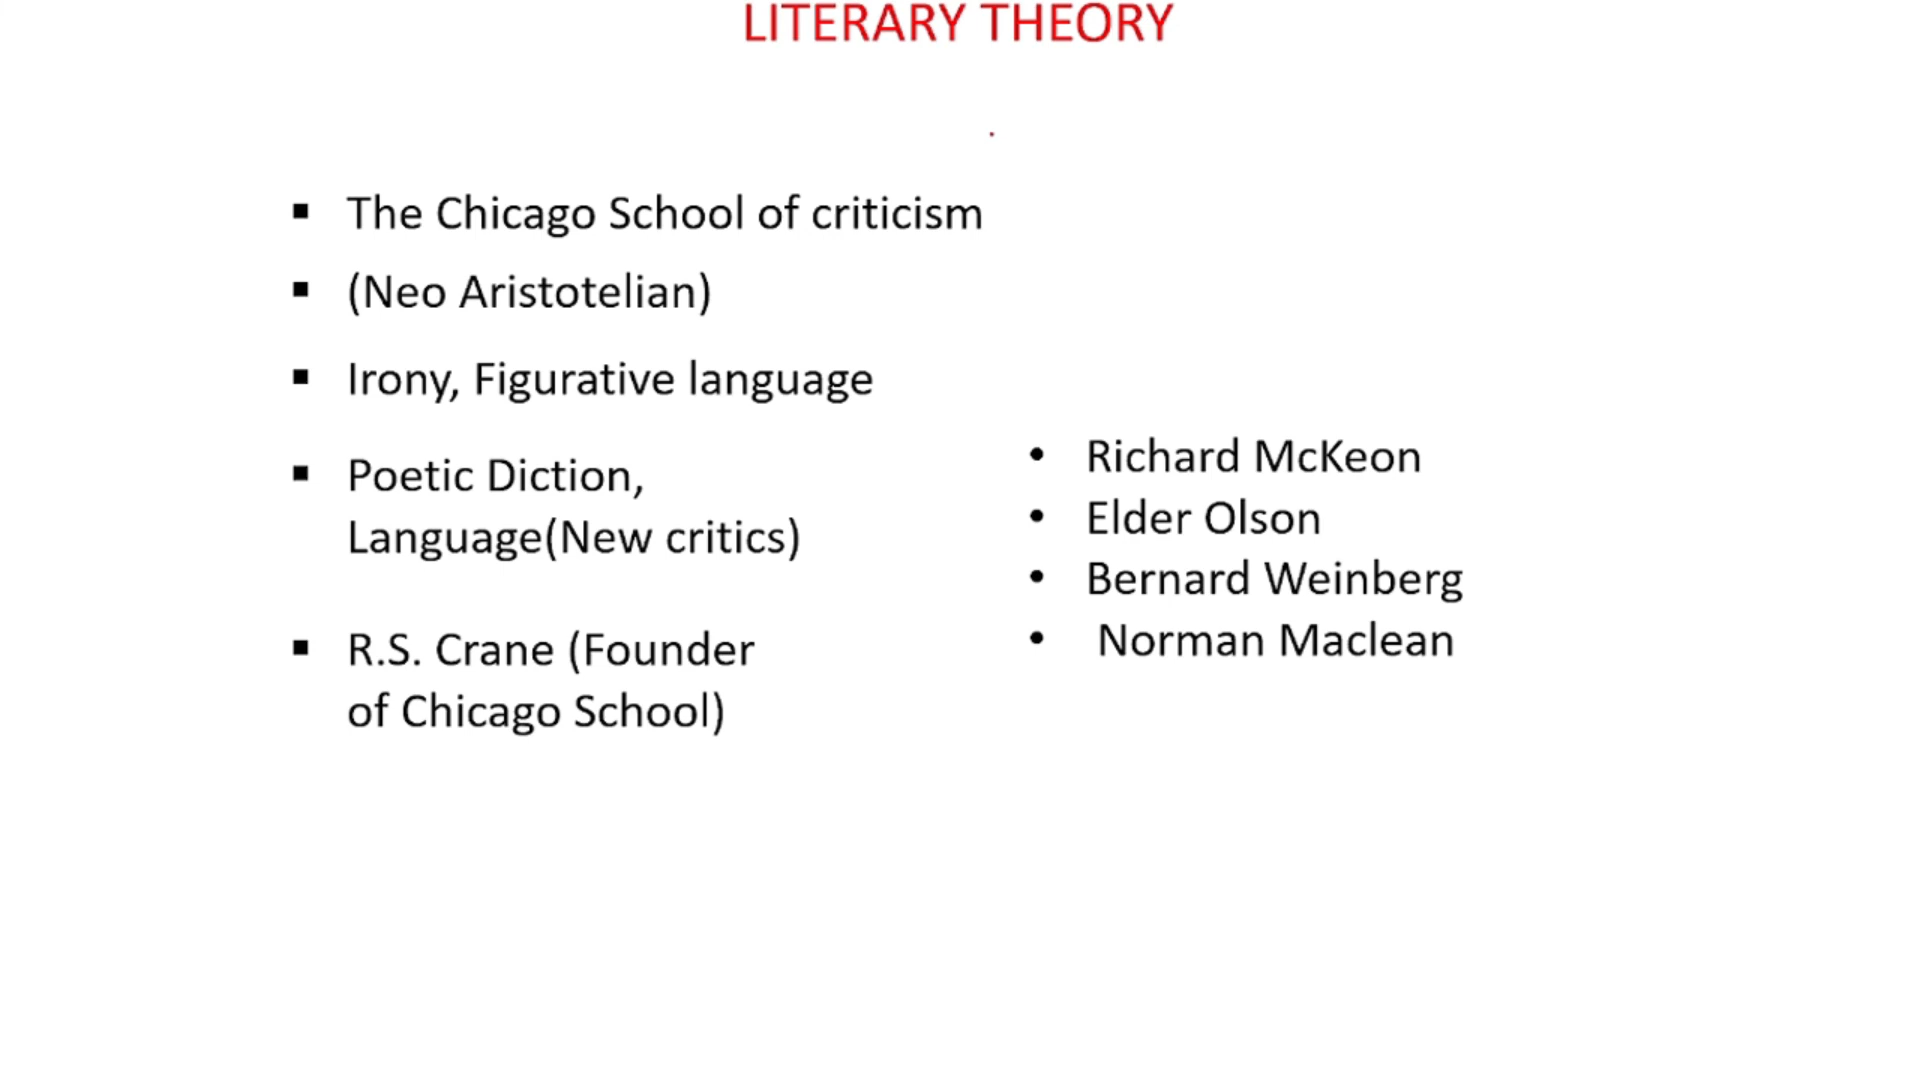 LITERARY THEORY
.
▪ The Chicago School of criticism
▪ (Neo Aristotelian)
▪ Irony, Figurative language
▪ Poetic Diction,
Language(New critics)
▪ R.S. Crane (Founder
of Chicago School)
• Richard McKeon
• Elder Olson
• Bernard Weinberg
• Norman Maclean